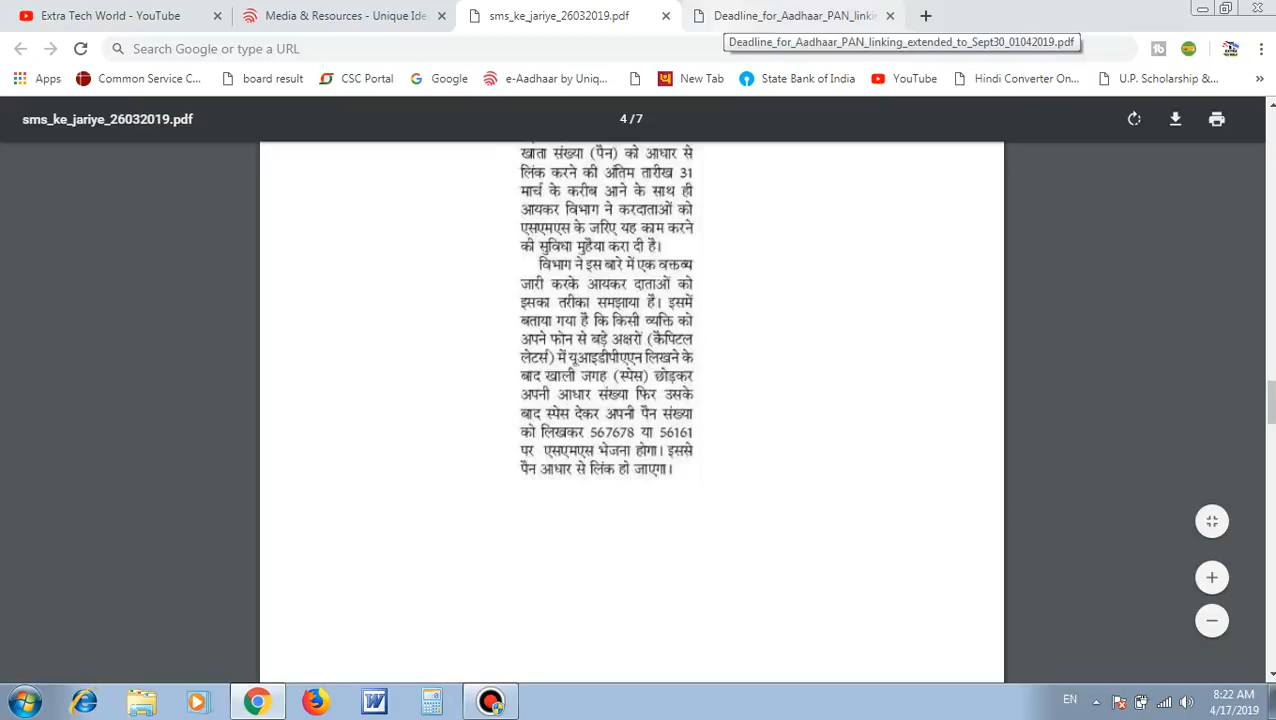 Extra Tech World - YouTube
Media & Resources - Unique Ide
sms_ke_jariye_26032019.pdf
Deadline_for_Aadhaar_PAN_linking
Search Google or type a URL
Deadline_for_Aadhaar_PAN_linking_extended_to_Sept30_01042019.pdf
Apps
Common Service C...
board result
CSC Portal
Google
e-Aadhaar by Uniq...
New Tab
State Bank of India
YouTube
Hindi Converter On...
U.P. Scholarship &...
»
sms_ke_jariye_26032019.pdf
4 / 7
खाता संख्या (पैन) को आधार से
लिंक करने की अंतिम तारीख 31
मार्च के करीब आने के साथ ही
आयकर विभाग ने करदाताओं को
एसएमएस के जरिए यह काम करने
की सुविधा मुहैया करा दी है।
विभाग ने इस बारे में एक वक्तव्य
जारी करके आयकर दाताओं को
इसका तरीका समझाया है। इसमें
बताया गया है कि किसी व्यक्ति को
अपने फोन से बड़े अक्षरों (कैपिटल
लेटर्स) में यूआइडीपीएएन लिखने के
बाद खाली जगह (स्पेस) छोड़कर
अपनी आधार संख्या फिर उसके
बाद स्पेस देकर अपनी पैन संख्या
को लिखकर 567678 या 56161
पर एसएमएस भेजना होगा। इससे
पैन आधार से लिंक हो जाएगा।
EN
8:22 AM
4/17/2019